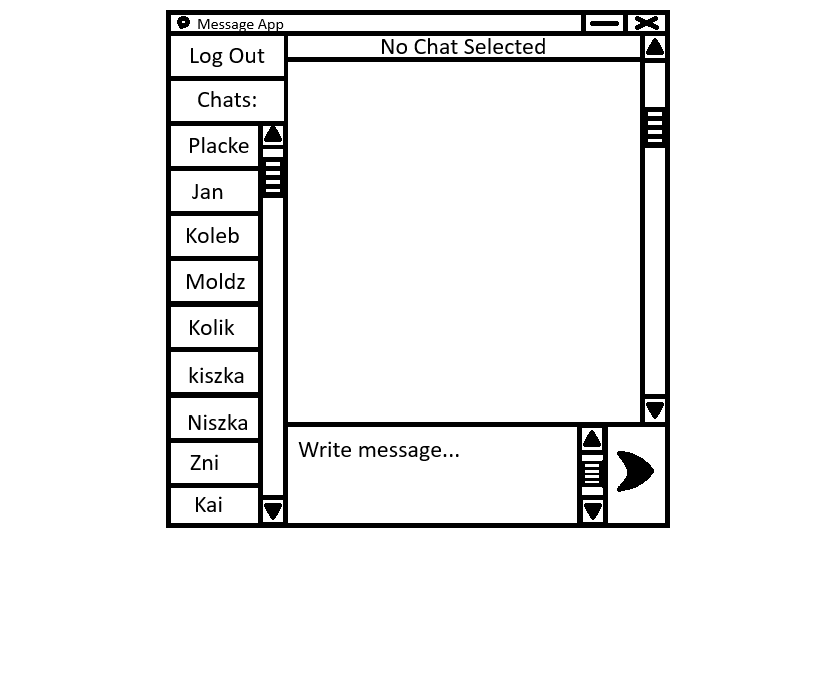 Message App
Log Out
No Chat Selected
Chats:
Placke
Jan
Koleb
Moldz
Kolik
kiszka
Niszka
Zni
Kai
Write message...